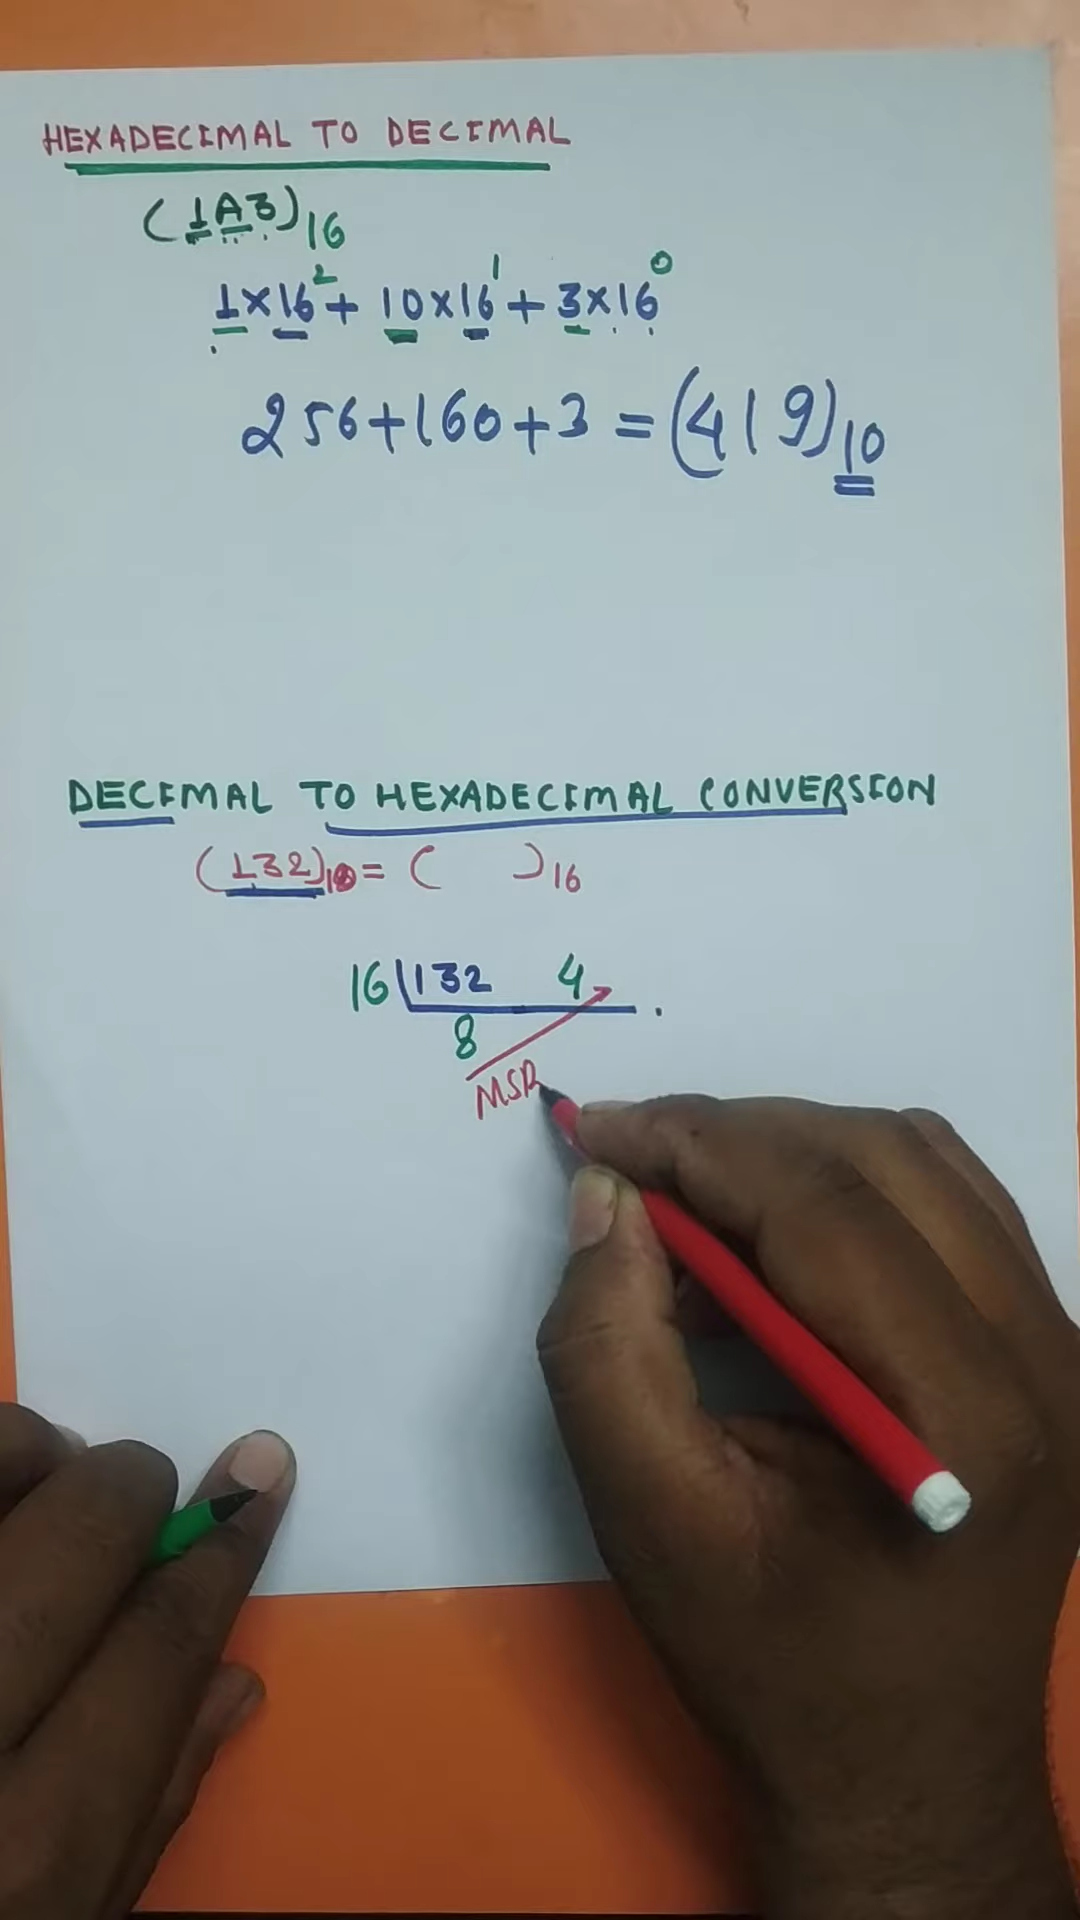 HEXADECIMAL TO DECIMAL
(1A3)₁₆
1×16² + 10×16¹ + 3×16⁰
256+160+3 = (419)₁₀
DECIMAL TO HEXADECIMAL CONVERSION
(132)₁₀ = (    )₁₆
16 | 132 4
8
MSB